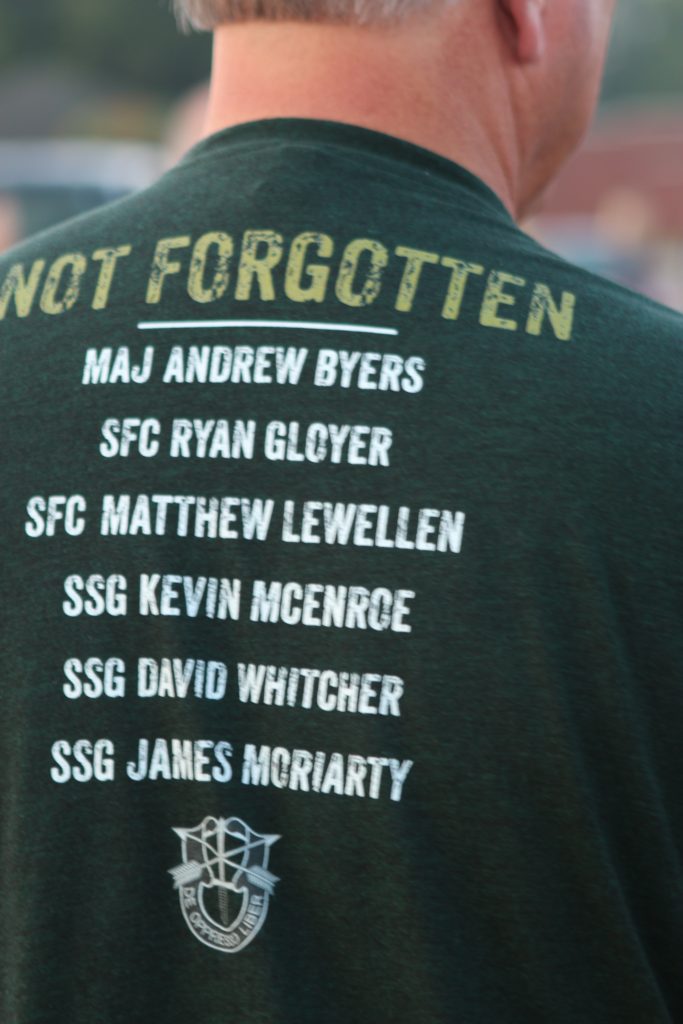 NOT FORGOTTEN
MAJ ANDREW BYERS
SFC RYAN GLOYER
SFC MATTHEW LEWELLEN
SSG KEVIN MCENROE
SSG DAVID WHITCHER
SSG JAMES MORIARTY
DE OPPRESO LIBER